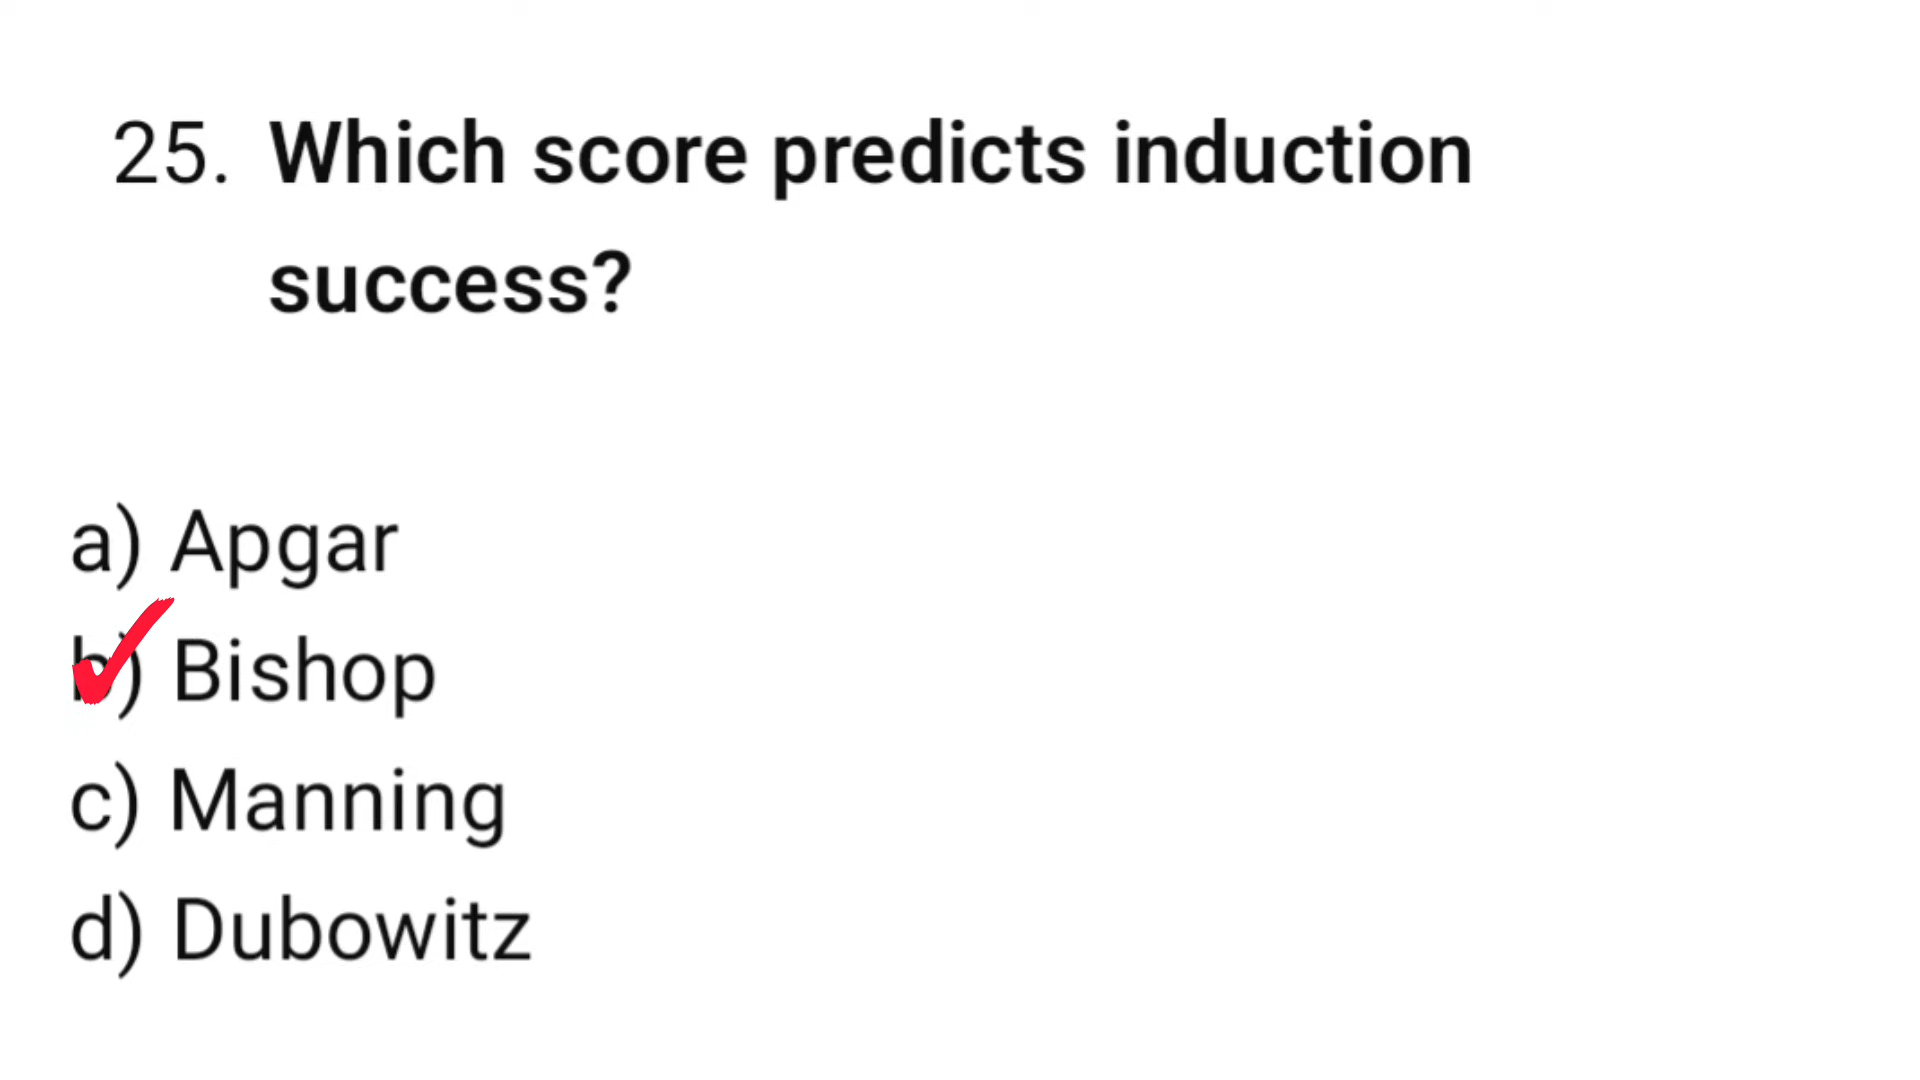 25. Which score predicts induction
success?
a) Apgar
b) Bishop
c) Manning
d) Dubowitz